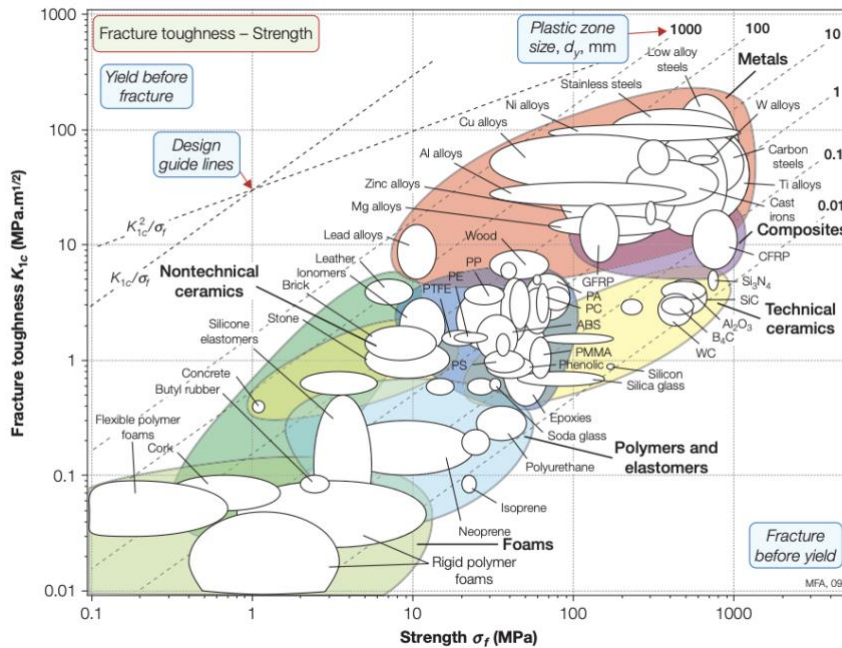 Fracture toughness – Strength
Plastic zone
size, dy, mm
1000
100
10
1
0.1
0.01
Yield before
fracture
Design
guide lines
K1c²/σf
K1c/σf
Low alloy
steels
Metals
Stainless steels
Ni alloys
W alloys
Cu alloys
Al alloys
Carbon
steels
Zinc alloys
Ti alloys
Mg alloys
Cast
irons
Composites
Lead alloys
Wood
Leather
PP
GFRP
CFRP
Ionomers
PE
Nontechnical
ceramics
PTFE
PA
Si3N4
Brick
PC
SiC
Technical
ceramics
Stone
ABS
Al2O3
Silicone
elastomers
B4C
PMMA
WC
PS
Phenolic
Silicon
Silica glass
Concrete
Butyl rubber
Epoxies
Flexible polymer
foams
Soda glass
Cork
Polymers and
elastomers
Polyurethane
Isoprene
Neoprene
Foams
Rigid polymer
foams
Fracture
before yield
MFA, 09
Fracture toughness K1c (MPa.m1/2)
1000
100
10
1
0.1
0.01
0.1
1
10
100
1000
Strength σf (MPa)